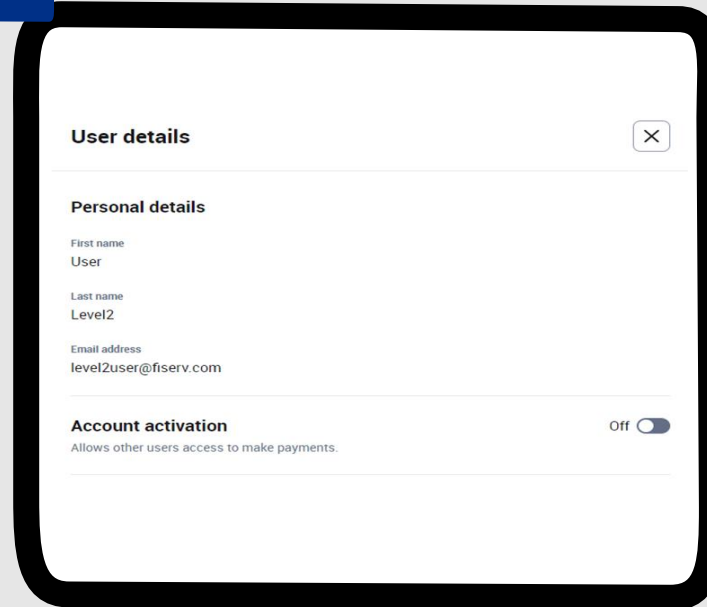 User details
Personal details
First name
User
Last name
Level2
Email address
level2user@fiserv.com
Account activation
Off
Allows other users access to make payments.